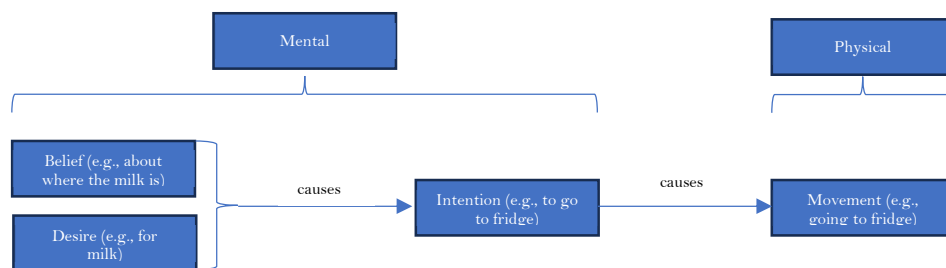 Mental
Physical
Belief (e.g., about
where the milk is)
causes
Intention (e.g., to go
to fridge)
causes
Movement (e.g.,
going to fridge)
Desire (e.g., for
milk)